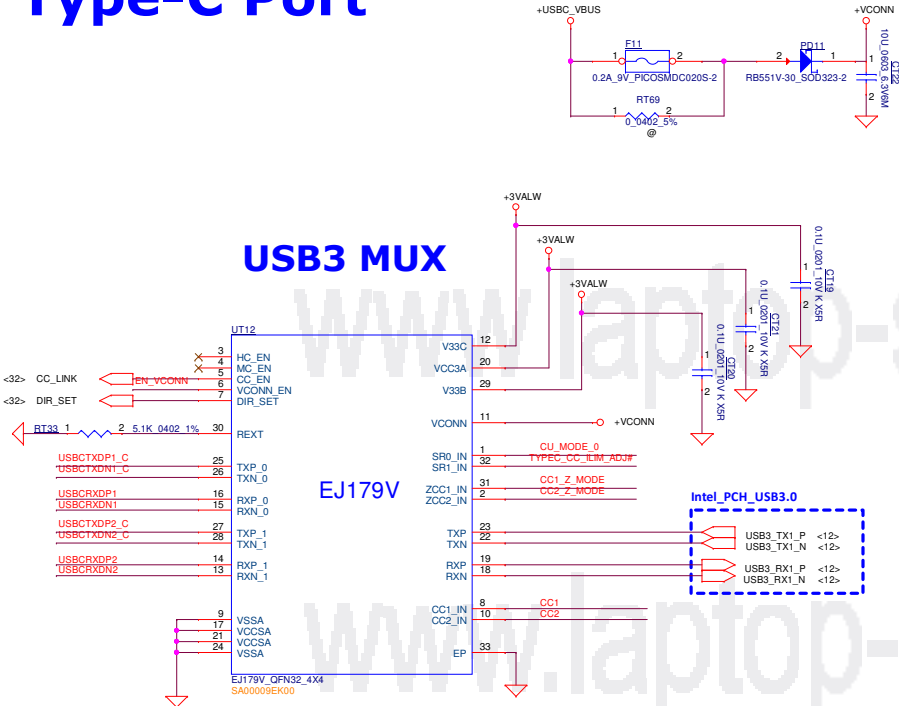 Type-C Port
+USBC_VBUS
+VCONN
F11
1 2
0.2A_9V_PICOSMDC020S-2
PD11
2 1
RB551V-30_SOD323-2
RT69
1 2
0_0402_5%
@
1
2
10U_0603_6.3V6M
CT22
USB3 MUX
+3VALW
+3VALW
+3VALW
1
2
0.1U_0201_10V K X5R
CT19
1
2
0.1U_0201_10V K X5R
CT21
1
2
0.1U_0201_10V K X5R
CT20
www.laptop-s
UT12
3 HC_EN
4 MC_EN
<32> CC_LINK 5 CC_EN
EN_VCONN 6 VCONN_EN
<32> DIR_SET 7 DIR_SET
RT33 1 2 5.1K_0402_1% 30 REXT
USBCTXDP1_C 25 TXP_0
USBCTXDN1_C 26 TXN_0
USBCRXDP1 16 RXP_0
USBCRXDN1 15 RXN_0
USBCTXDP2_C 27 TXP_1
USBCTXDN2_C 28 TXN_1
USBCRXDP2 14 RXP_1
USBCRXDN2 13 RXN_1
9 VSSA
17 VCCSA
21 VCCSA
24 VSSA
EJ179V
V33C 12
VCC3A 20
V33B 29
VCONN 11 +VCONN
SR0_IN 1 CU_MODE_0
SR1_IN 32 TYPEC_CC_ILIM_ADJ#
ZCC1_IN 31 CC1_Z_MODE
ZCC2_IN 2 CC2_Z_MODE
Intel_PCH_USB3.0
TXP 23 USB3_TX1_P <12>
TXN 22 USB3_TX1_N <12>
RXP 19 USB3_RX1_P <12>
RXN 18 USB3_RX1_N <12>
CC1_IN 8 CC1
CC2_IN 10 CC2
EP 33
EJ179V_QFN32_4X4
SA00009EK00
www.laptop-